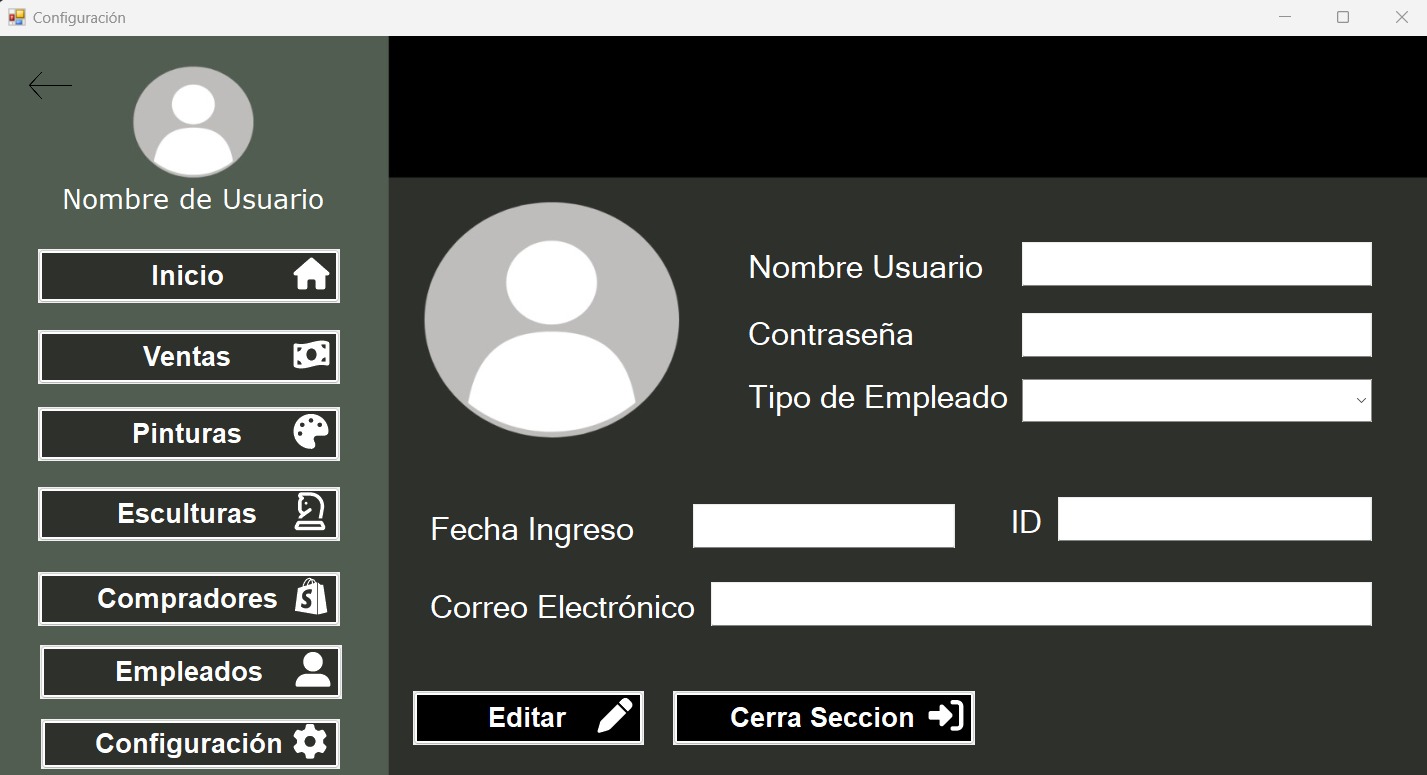 Configuración
Nombre de Usuario
Inicio
Ventas
Pinturas
Esculturas
Compradores
Empleados
Configuración
Nombre Usuario
Contraseña
Tipo de Empleado
Fecha Ingreso
ID
Correo Electrónico
Editar
Cerra Seccion